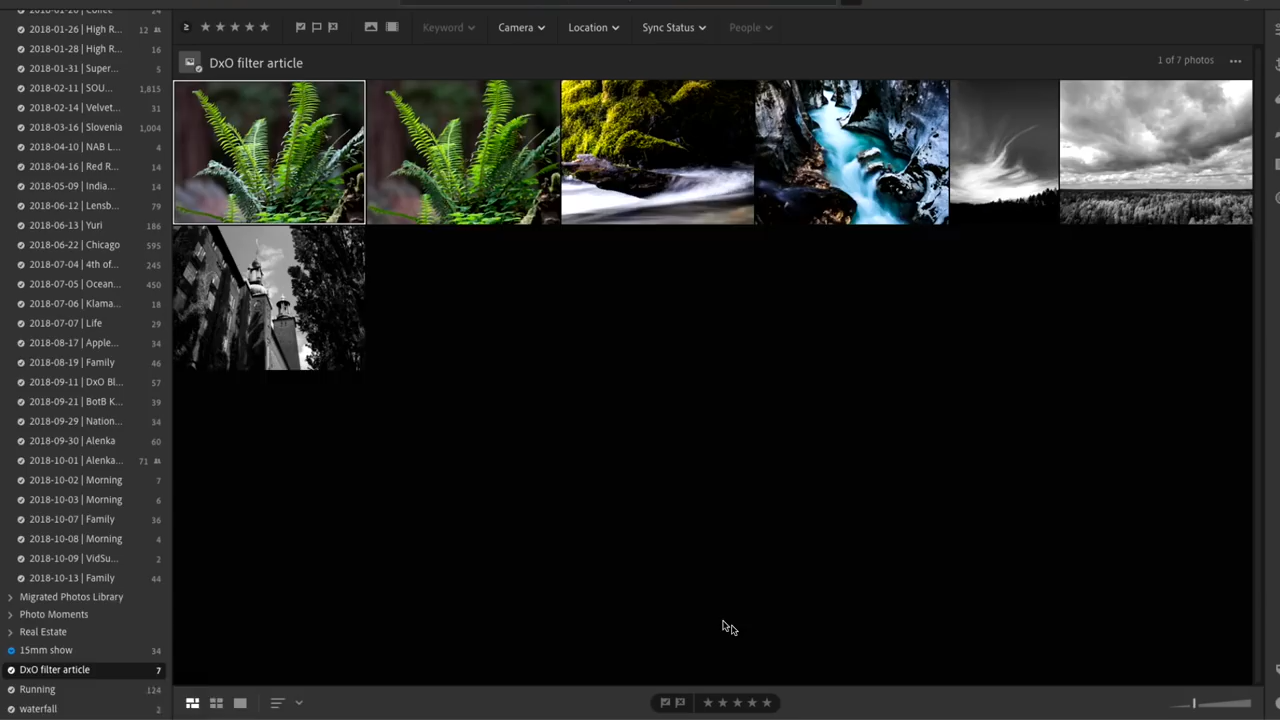 2018-01-26 | Coffee 24
2018-01-26 | High R... 12
2018-01-28 | High R... 16
2018-01-31 | Super... 5
2018-02-11 | SOU... 1,815
2018-02-14 | Velvet... 31
2018-03-16 | Slovenia 1,004
2018-04-10 | NAB L... 4
2018-04-16 | Red R... 14
2018-05-09 | India... 14
2018-06-12 | Lensb... 79
2018-06-13 | Yuri 186
2018-06-22 | Chicago 595
2018-07-04 | 4th of... 245
2018-07-05 | Ocean... 450
2018-07-06 | Klama... 18
2018-07-07 | Life 29
2018-08-17 | Apple... 34
2018-08-19 | Family 46
2018-09-11 | DxO Bl... 57
2018-09-21 | BotB K... 39
2018-09-29 | Nation... 34
2018-09-30 | Alenka 60
2018-10-01 | Alenka... 71
2018-10-02 | Morning 7
2018-10-03 | Morning 6
2018-10-07 | Family 36
2018-10-08 | Morning 4
2018-10-09 | VidSu... 2
2018-10-13 | Family 44
Migrated Photos Library
Photo Moments
Real Estate
15mm show 34
DxO filter article 7
Running 124
waterfall 2
Keyword Camera Location Sync Status People
DxO filter article 1 of 7 photos